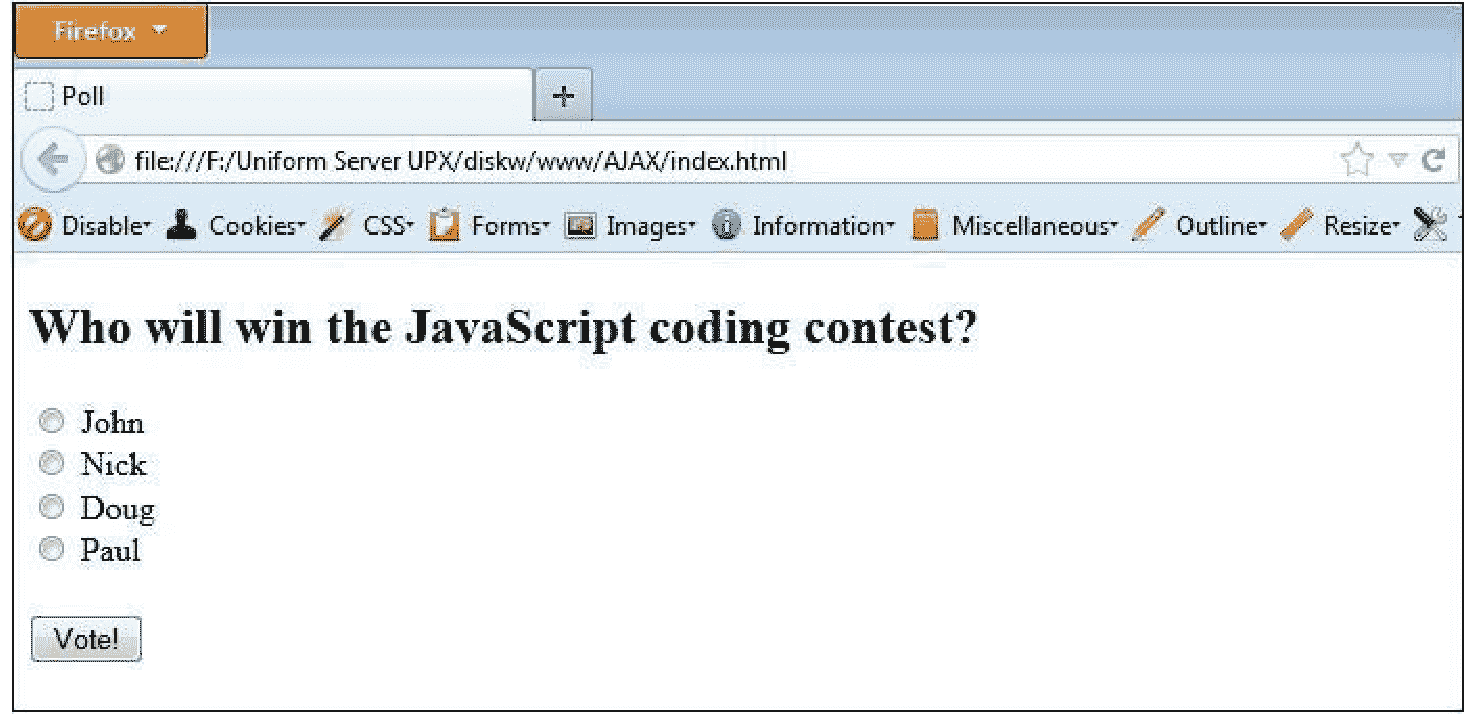 Firefox
Poll
file:///F:/Uniform Server UPX/diskw/www/AJAX/index.html
Disable Cookies CSS Forms Images Information Miscellaneous Outline Resize
Who will win the JavaScript coding contest?
John
Nick
Doug
Paul
Vote!